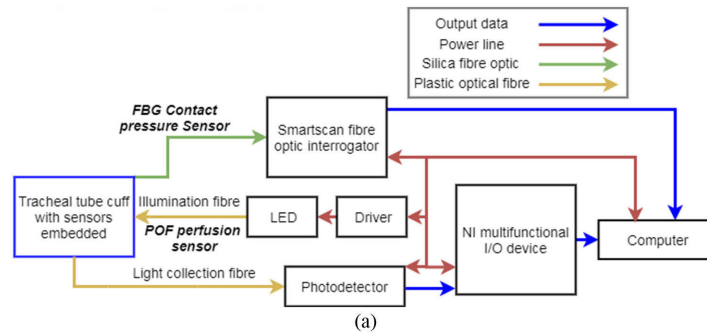 Output data
Power line
Silica fibre optic
Plastic optical fibre
FBG Contact
pressure Sensor
Smartscan fibre
optic interrogator
Tracheal tube cuff
with sensors
embedded
Illumination fibre
POF perfusion
sensor
LED
Driver
NI multifunctional
I/O device
Computer
Light collection fibre
Photodetector
(a)